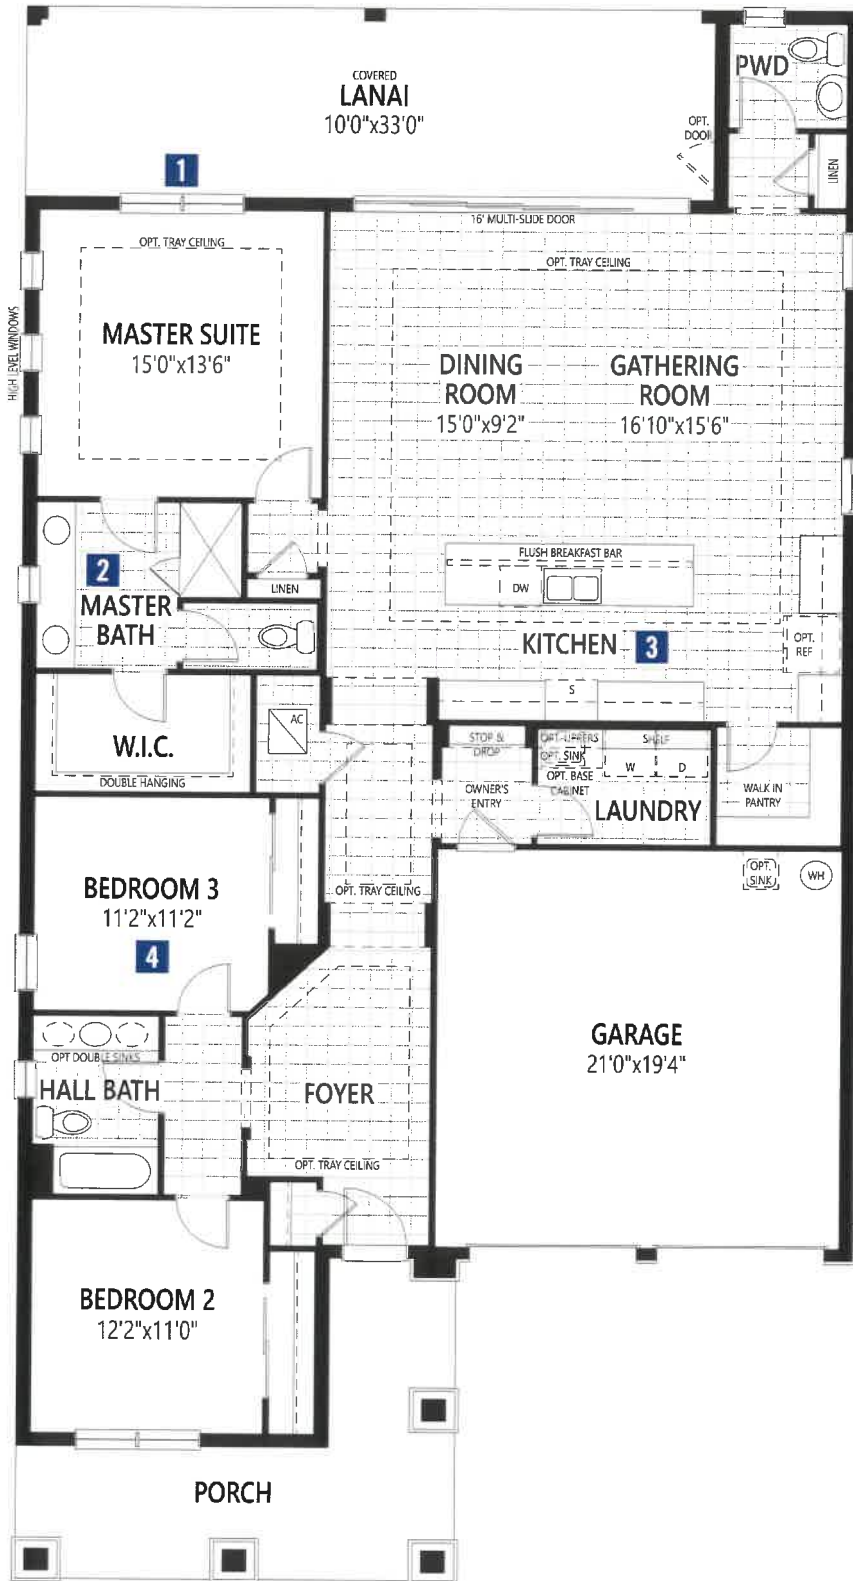 COVERED
LANAI
10'0"x33'0"
PWD
OPT.
DOOR
LINEN
1
16' MULTI-SLIDE DOOR
OPT. TRAY CEILING
OPT. TRAY CEILING
HIGH LEVEL WINDOWS
MASTER SUITE
15'0"x13'6"
DINING
ROOM
15'0"x9'2"
GATHERING
ROOM
16'10"x15'6"
2
MASTER
BATH
LINEN
FLUSH BREAKFAST BAR
DW
KITCHEN
3
OPT.
REF
S
W.I.C.
DOUBLE HANGING
AC
STOP &
DROP
OWNER'S
ENTRY
OPT. UPPERS
OPT. SINK
OPT. BASE
CABINET
SHELF
W
D
LAUNDRY
WALK IN
PANTRY
BEDROOM 3
11'2"x11'2"
4
OPT. TRAY CEILING
OPT.
SINK
WH
OPT DOUBLE SINKS
HALL BATH
FOYER
OPT. TRAY CEILING
GARAGE
21'0"x19'4"
BEDROOM 2
12'2"x11'0"
PORCH